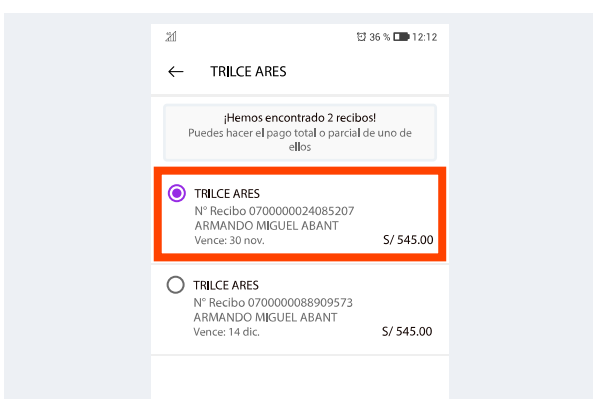 36 % 12:12
← TRILCE ARES
¡Hemos encontrado 2 recibos!
Puedes hacer el pago total o parcial de uno de
ellos
TRILCE ARES
N° Recibo 0700000024085207
ARMANDO MIGUEL ABANT
Vence: 30 nov. S/ 545.00
TRILCE ARES
N° Recibo 0700000088909573
ARMANDO MIGUEL ABANT
Vence: 14 dic. S/ 545.00